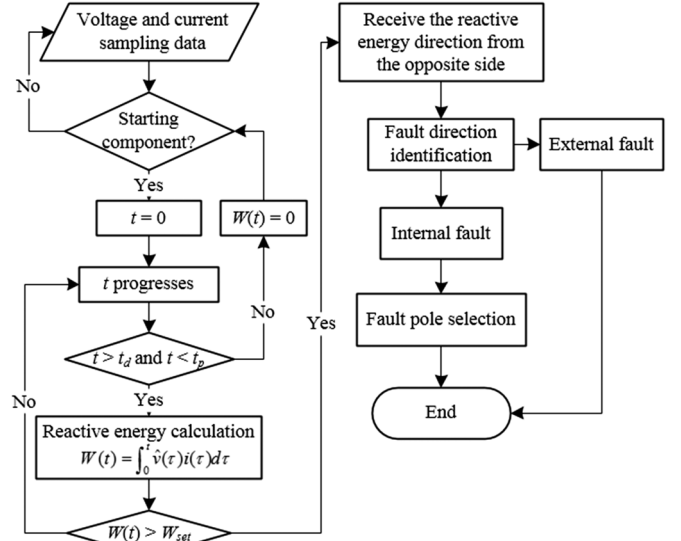 Voltage and current
sampling data
No
Starting
component?
Yes
t = 0
W(t) = 0
t progresses
No
t > t_d and t < t_p
Yes
No
Reactive energy calculation
W(t) = ∫₀ᵗ v̂(τ)i(τ)dτ
W(t) > W_set
Yes
Receive the reactive
energy direction from
the opposite side
Fault direction
identification
External fault
Internal fault
Fault pole selection
End